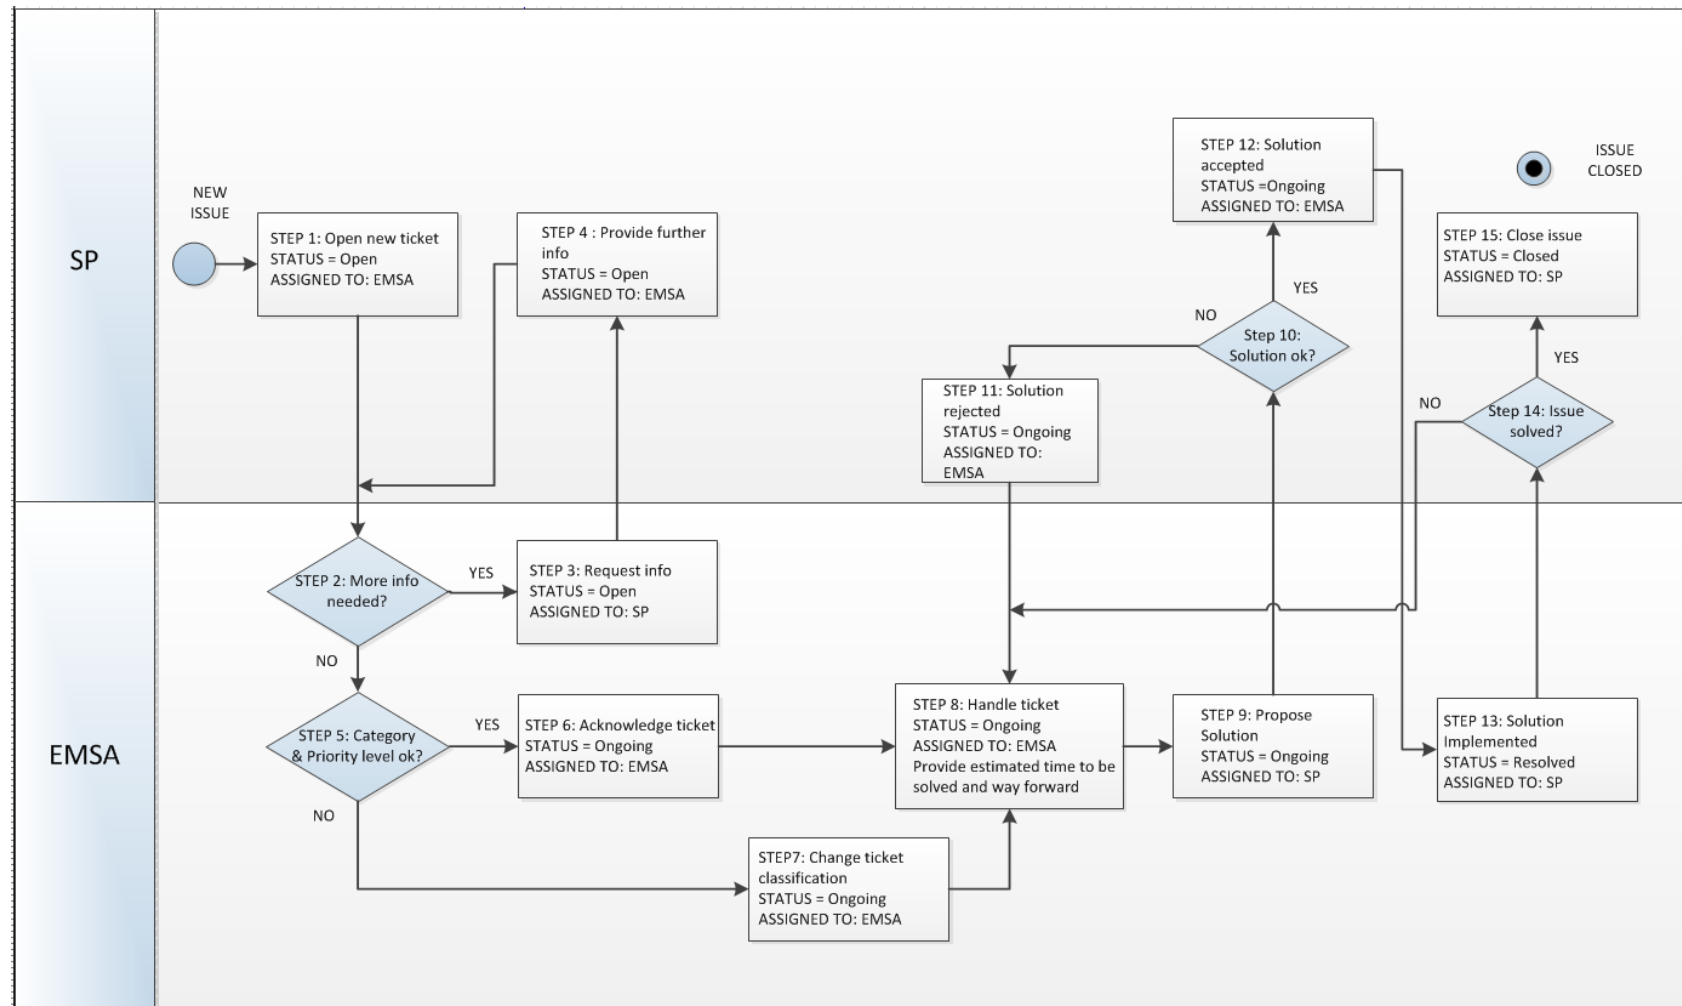 SP
NEW
ISSUE
STEP 1: Open new ticket
STATUS = Open
ASSIGNED TO: EMSA
STEP 4 : Provide further
info
STATUS = Open
ASSIGNED TO: EMSA
STEP 12: Solution
accepted
STATUS =Ongoing
ASSIGNED TO: EMSA
ISSUE
CLOSED
STEP 15: Close issue
STATUS = Closed
ASSIGNED TO: SP
YES
NO
Step 10:
Solution ok?
YES
STEP 11: Solution
rejected
STATUS = Ongoing
ASSIGNED TO:
EMSA
NO
Step 14: Issue
solved?
EMSA
STEP 2: More info
needed?
YES
STEP 3: Request info
STATUS = Open
ASSIGNED TO: SP
NO
STEP 5: Category
& Priority level ok?
YES
STEP 6: Acknowledge ticket
STATUS = Ongoing
ASSIGNED TO: EMSA
STEP 8: Handle ticket
STATUS = Ongoing
ASSIGNED TO: EMSA
Provide estimated time to be
solved and way forward
STEP 9: Propose
Solution
STATUS = Ongoing
ASSIGNED TO: SP
STEP 13: Solution
Implemented
STATUS = Resolved
ASSIGNED TO: SP
NO
STEP7: Change ticket
classification
STATUS = Ongoing
ASSIGNED TO: EMSA